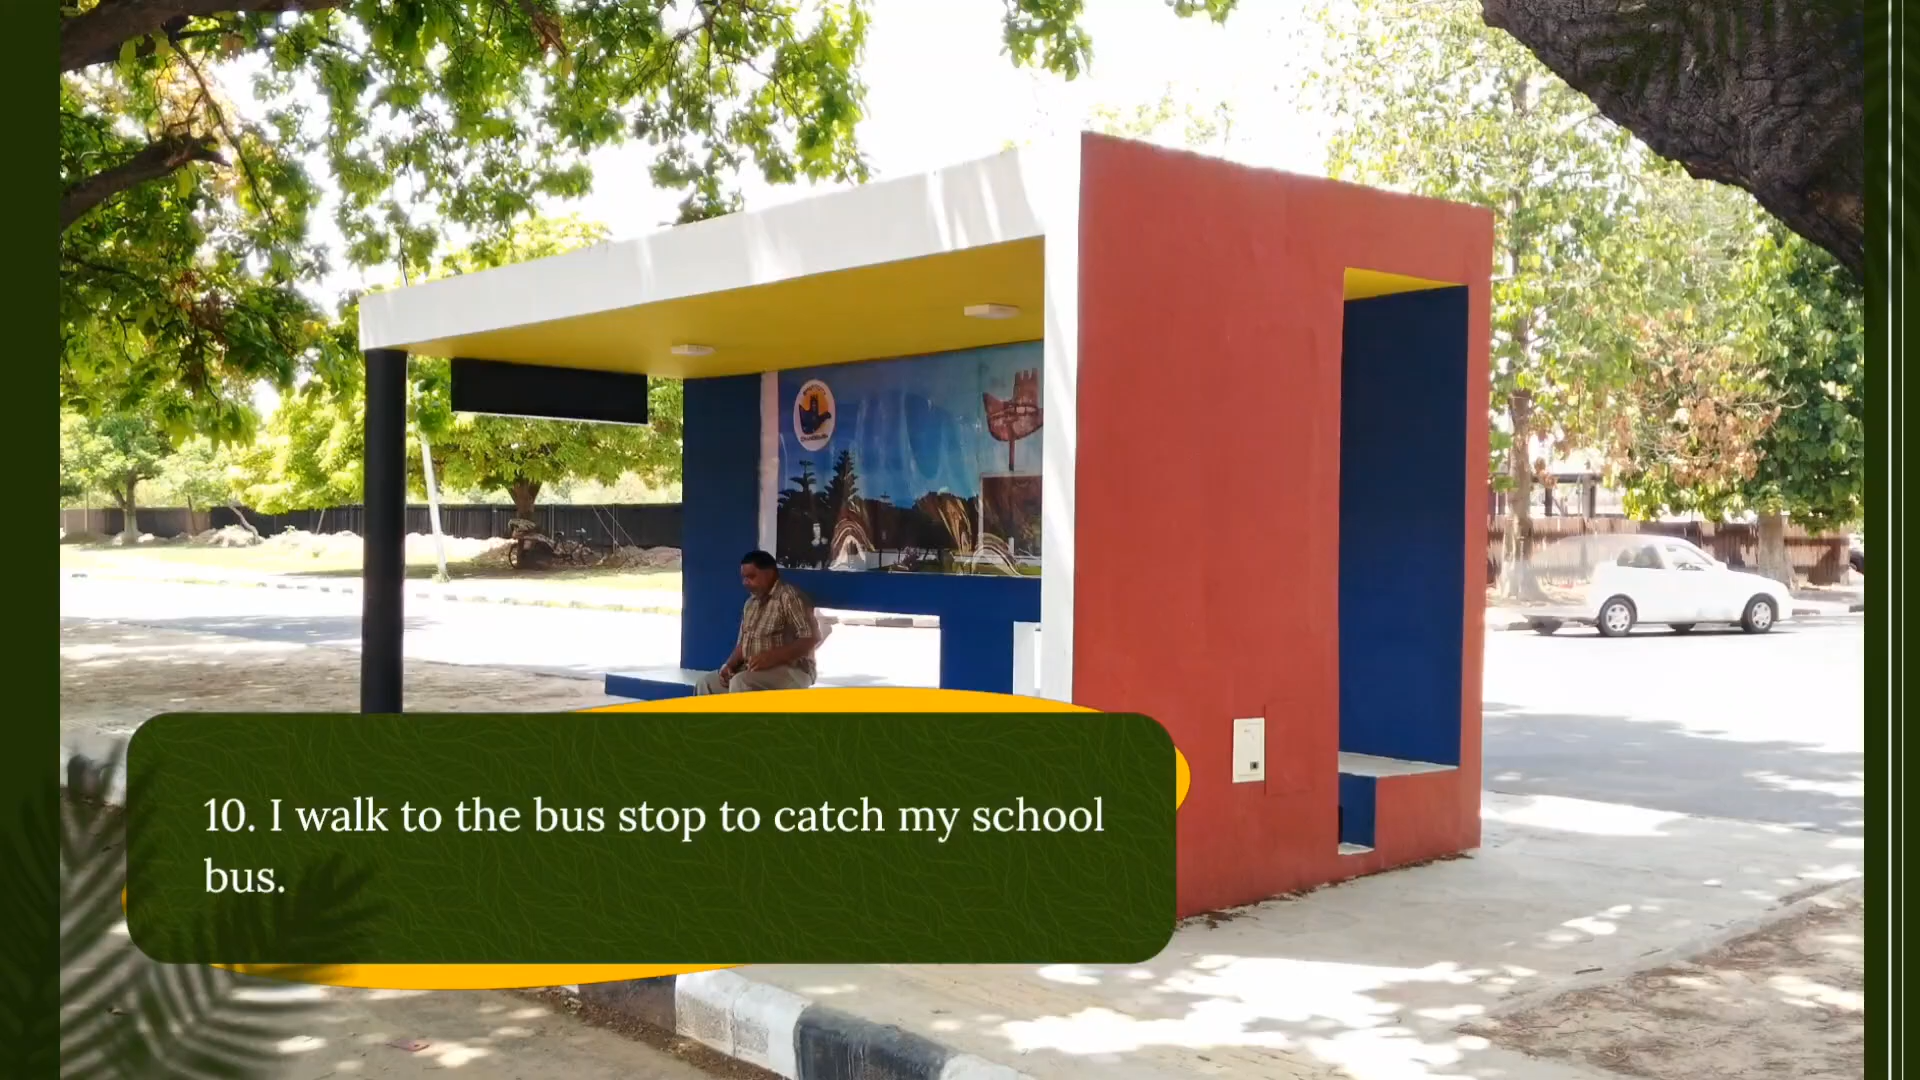 10. I walk to the bus stop to catch my school
bus.